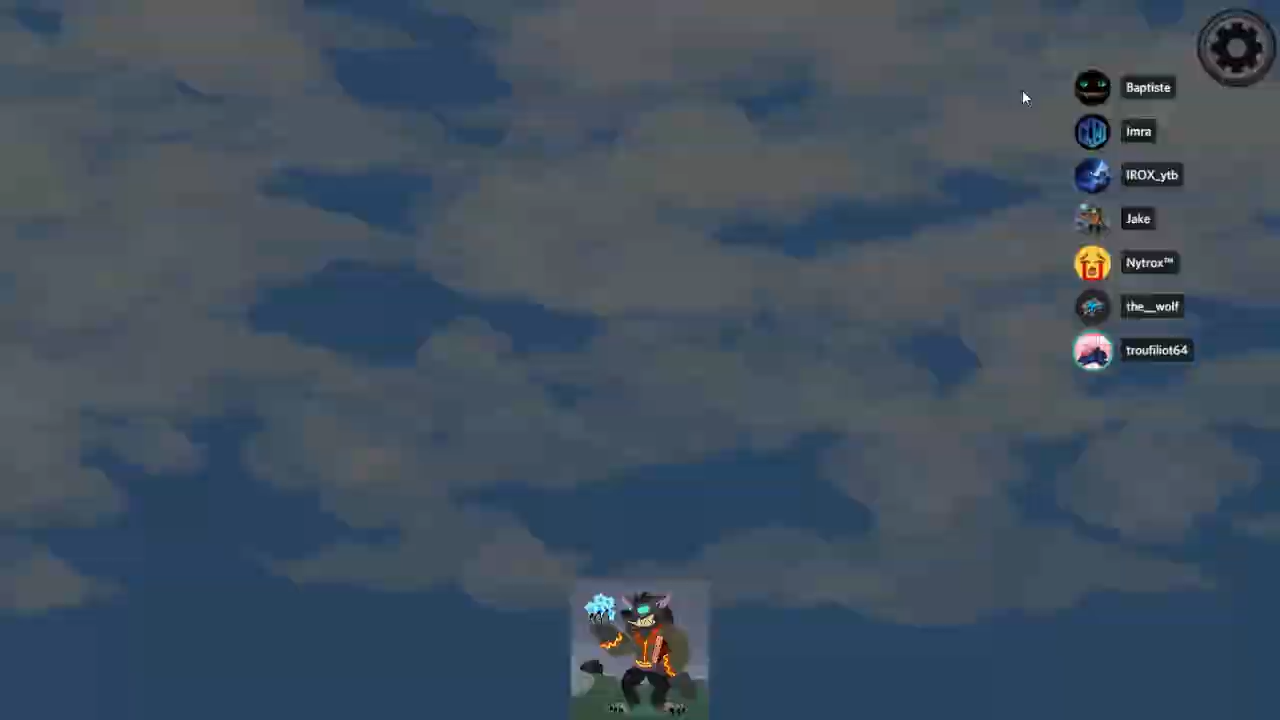 Baptiste
Imra
IROX_ytb
Jake
Nytrox™
the__wolf
troufiliot64